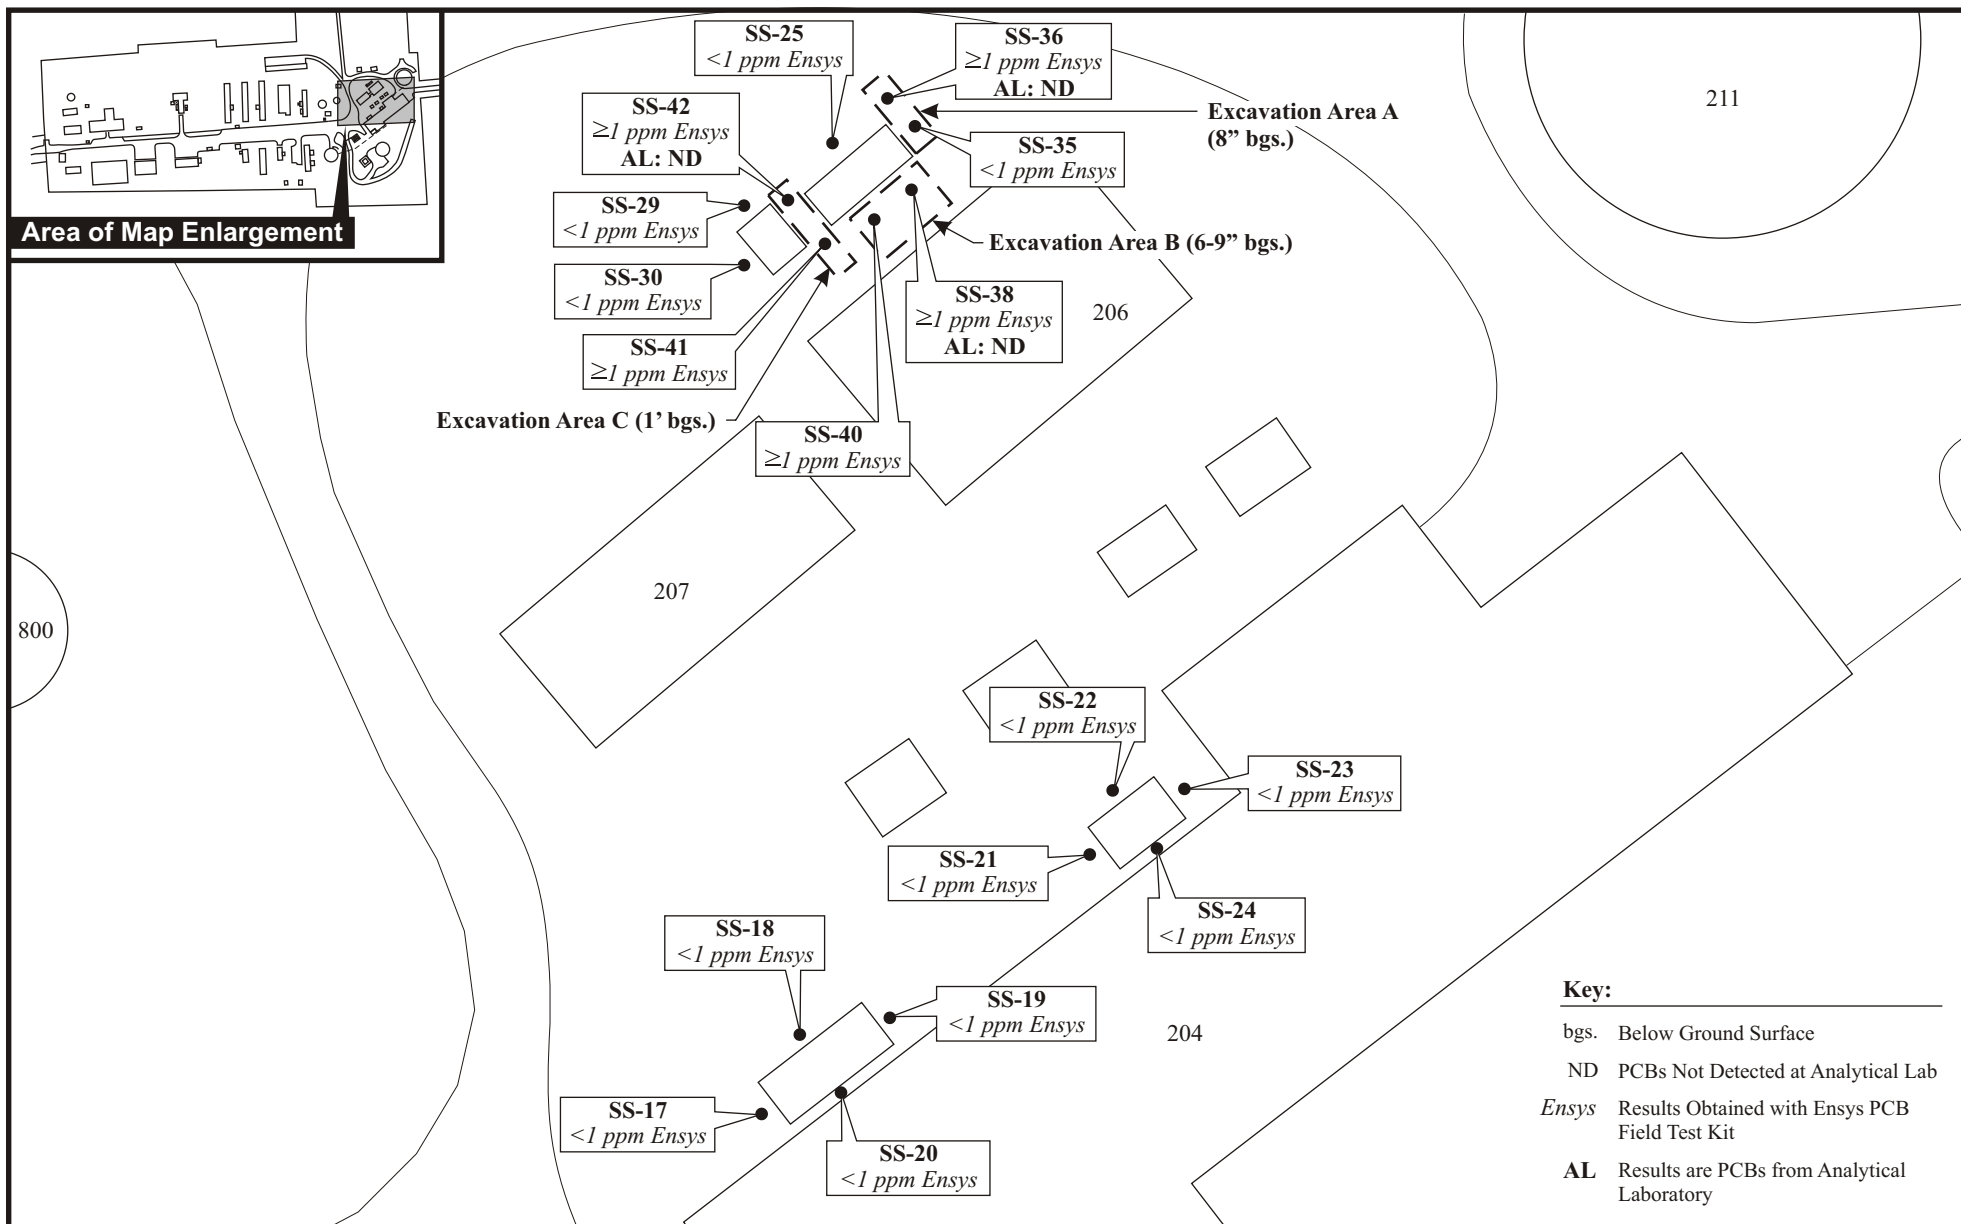 Area of Map Enlargement
SS-25
<1 ppm Ensys
SS-36
≥1 ppm Ensys
AL: ND
Excavation Area A
(8” bgs.)
211
SS-42
≥1 ppm Ensys
AL: ND
SS-35
<1 ppm Ensys
SS-29
<1 ppm Ensys
Excavation Area B (6-9” bgs.)
SS-30
<1 ppm Ensys
SS-38
≥1 ppm Ensys
AL: ND
206
SS-41
≥1 ppm Ensys
Excavation Area C (1’ bgs.)
SS-40
≥1 ppm Ensys
207
800
SS-22
<1 ppm Ensys
SS-23
<1 ppm Ensys
SS-21
<1 ppm Ensys
SS-24
<1 ppm Ensys
SS-18
<1 ppm Ensys
SS-19
<1 ppm Ensys
204
SS-17
<1 ppm Ensys
SS-20
<1 ppm Ensys
Key:
bgs. Below Ground Surface
ND PCBs Not Detected at Analytical Lab
Ensys Results Obtained with Ensys PCB
Field Test Kit
AL Results are PCBs from Analytical
Laboratory